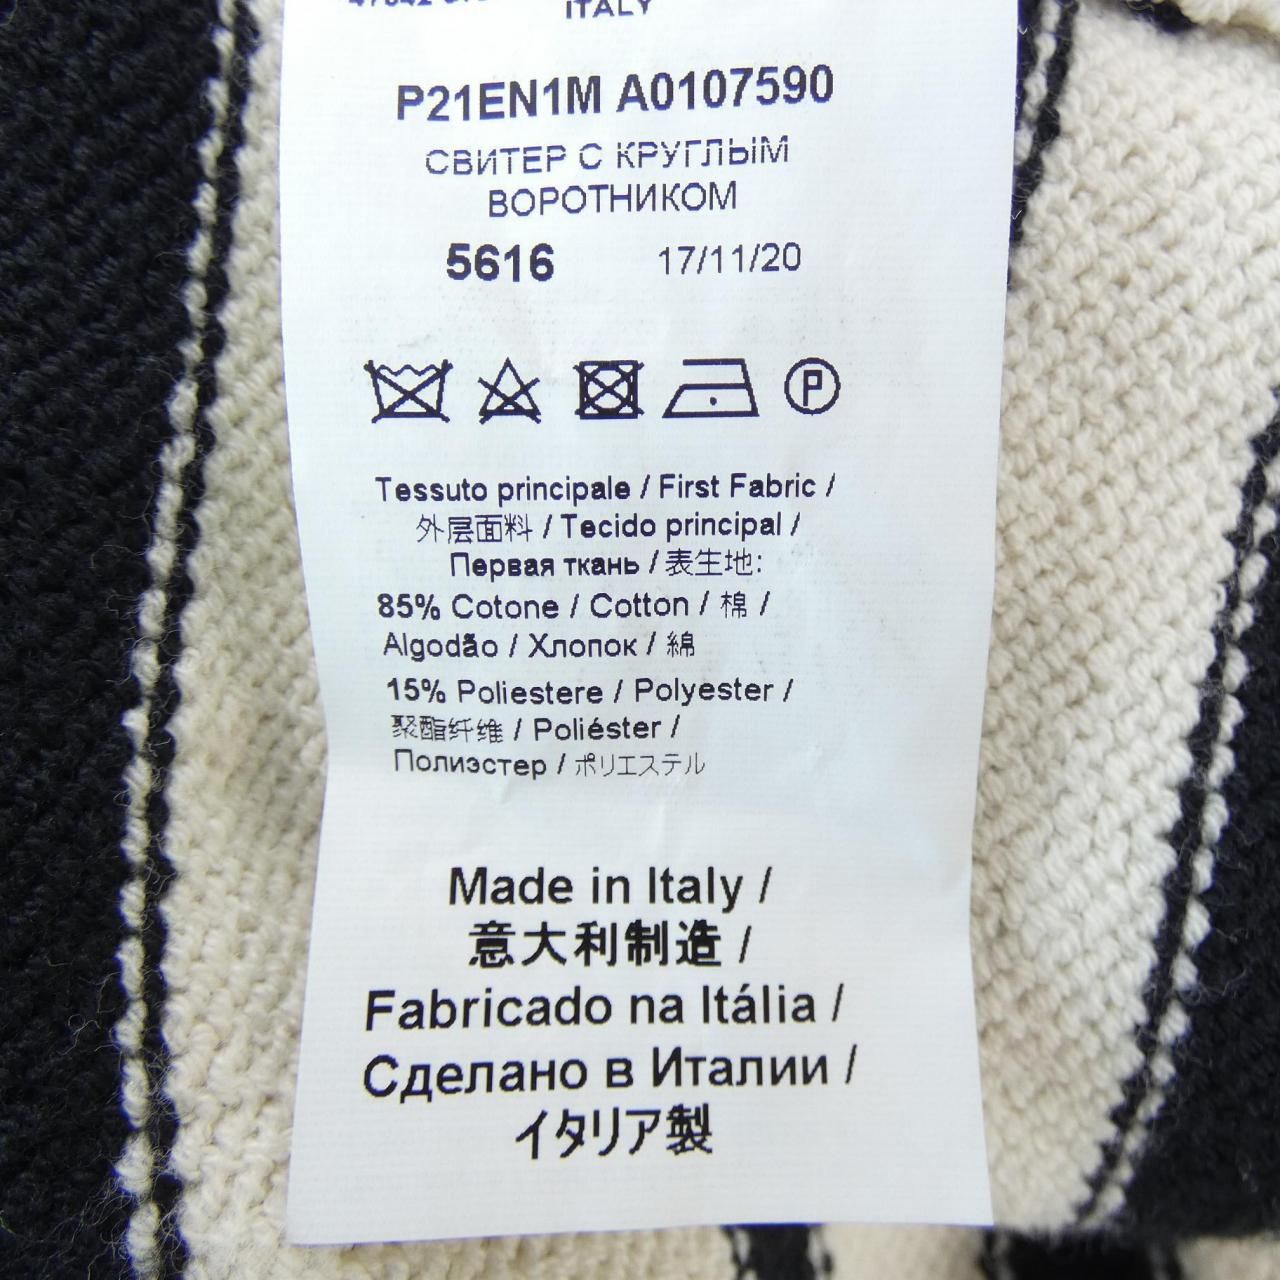 ITALY
P21EN1M A0107590
СВИТЕР С КРУГЛЫМ
ВОРОТНИКОМ
5616 17/11/20
P
Tessuto principale / First Fabric /
外层面料 / Tecido principal /
Первая ткань / 表生地:
85% Cotone / Cotton / 棉 /
Algodão / Хлопок / 綿
15% Poliestere / Polyester /
聚酯纤维 / Poliéster /
Полиэстер / ポリエステル
Made in Italy /
意大利制造 /
Fabricado na Itália /
Сделано в Италии /
イタリア製